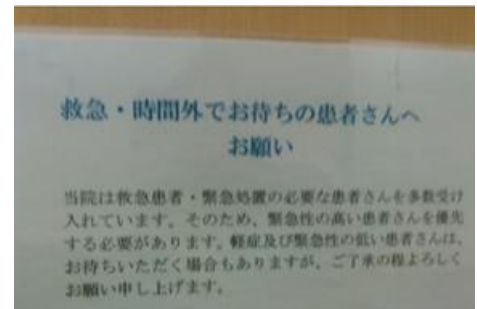 救急・時間外でお待ちの患者さんへ
お願い
当院は救急患者・緊急処置の必要な患者さんを多数受け
入れています。そのため、緊急性の高い患者さんを優先
する必要があります。軽症及び緊急性の低い患者さんは、
お待ちいただく場合もありますが、ご了承の程よろしく
お願い申し上げます。